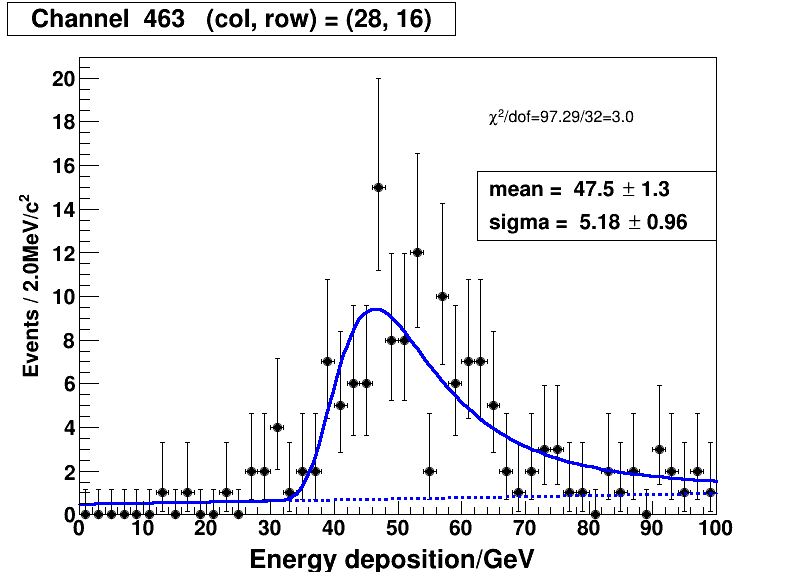 Channel 463 (col, row) = (28, 16)
χ²/dof=97.29/32=3.0
mean = 47.5 ± 1.3
sigma = 5.18 ± 0.96
Events / 2.0MeV/c²
20
18
16
14
12
10
8
6
4
2
0
0 10 20 30 40 50 60 70 80 90 100
Energy deposition/GeV